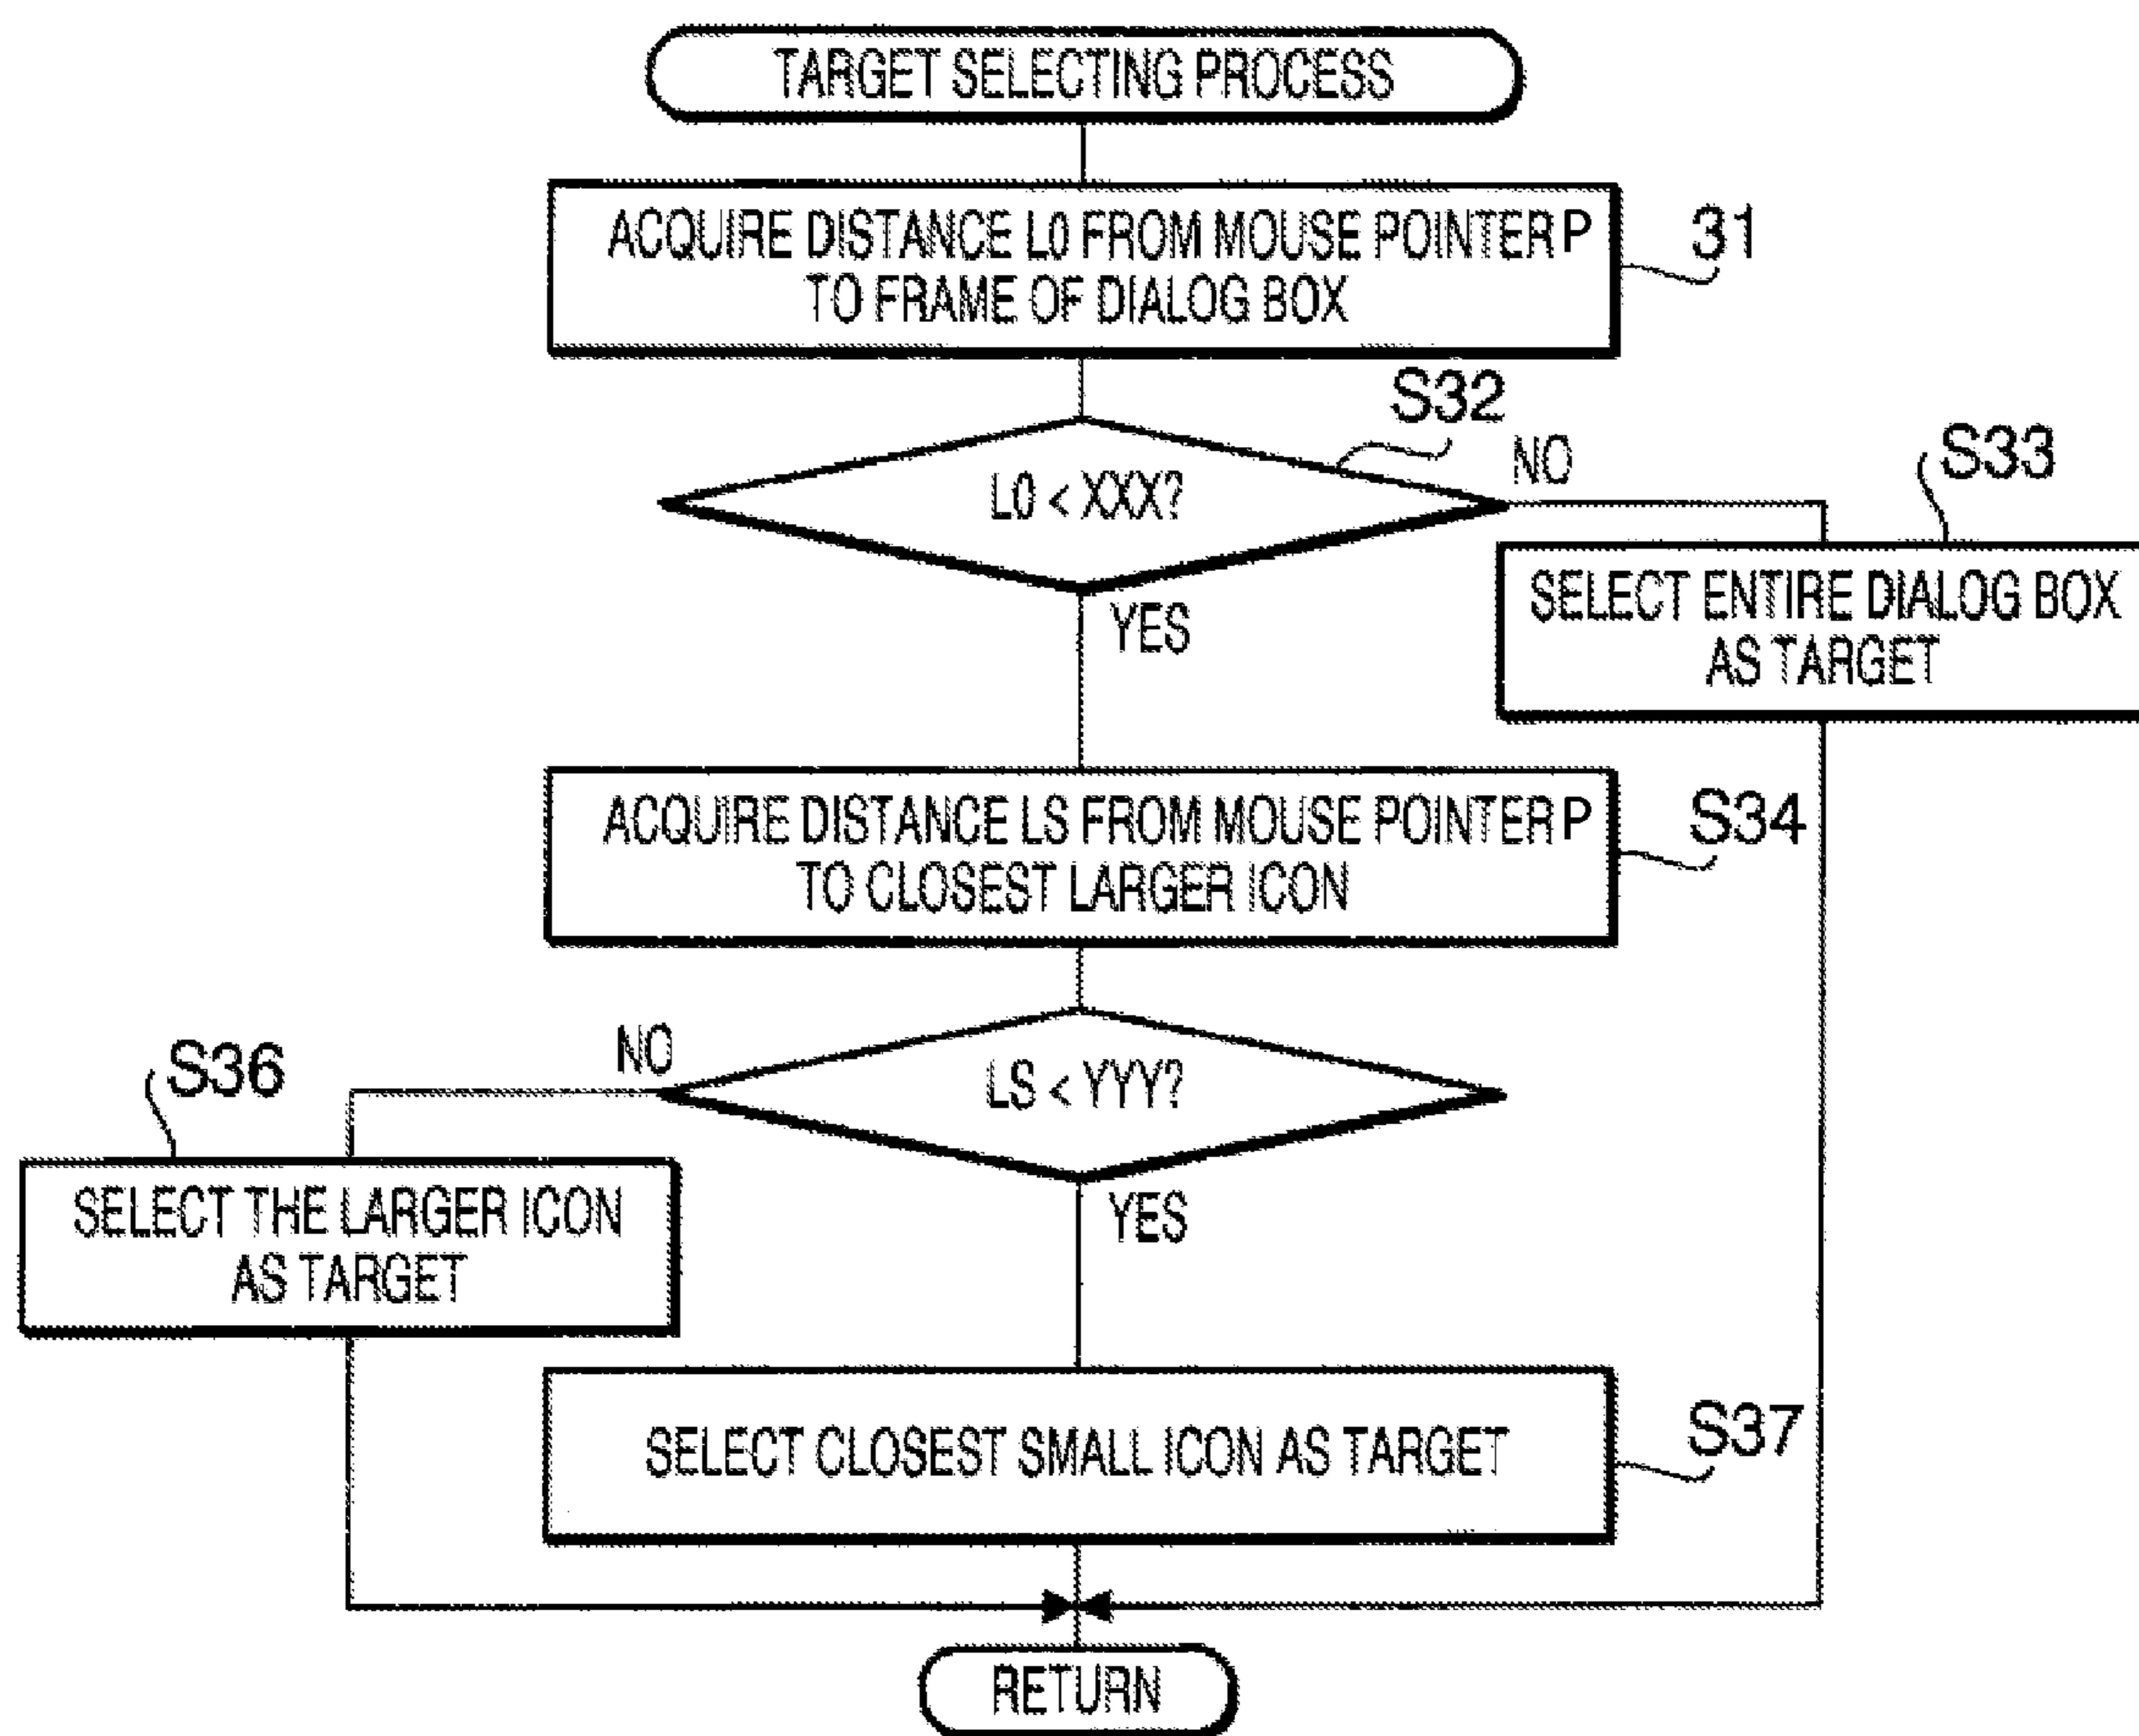 TARGET SELECTING PROCESS
ACQUIRE DISTANCE L0 FROM MOUSE POINTER P
TO FRAME OF DIALOG BOX
31
S32
L0 < XXX?
NO
YES
S33
SELECT ENTIRE DIALOG BOX
AS TARGET
ACQUIRE DISTANCE LS FROM MOUSE POINTER P
TO CLOSEST LARGER ICON
S34
LS < YYY?
NO
YES
S36
SELECT THE LARGER ICON
AS TARGET
SELECT CLOSEST SMALL ICON AS TARGET
S37
RETURN